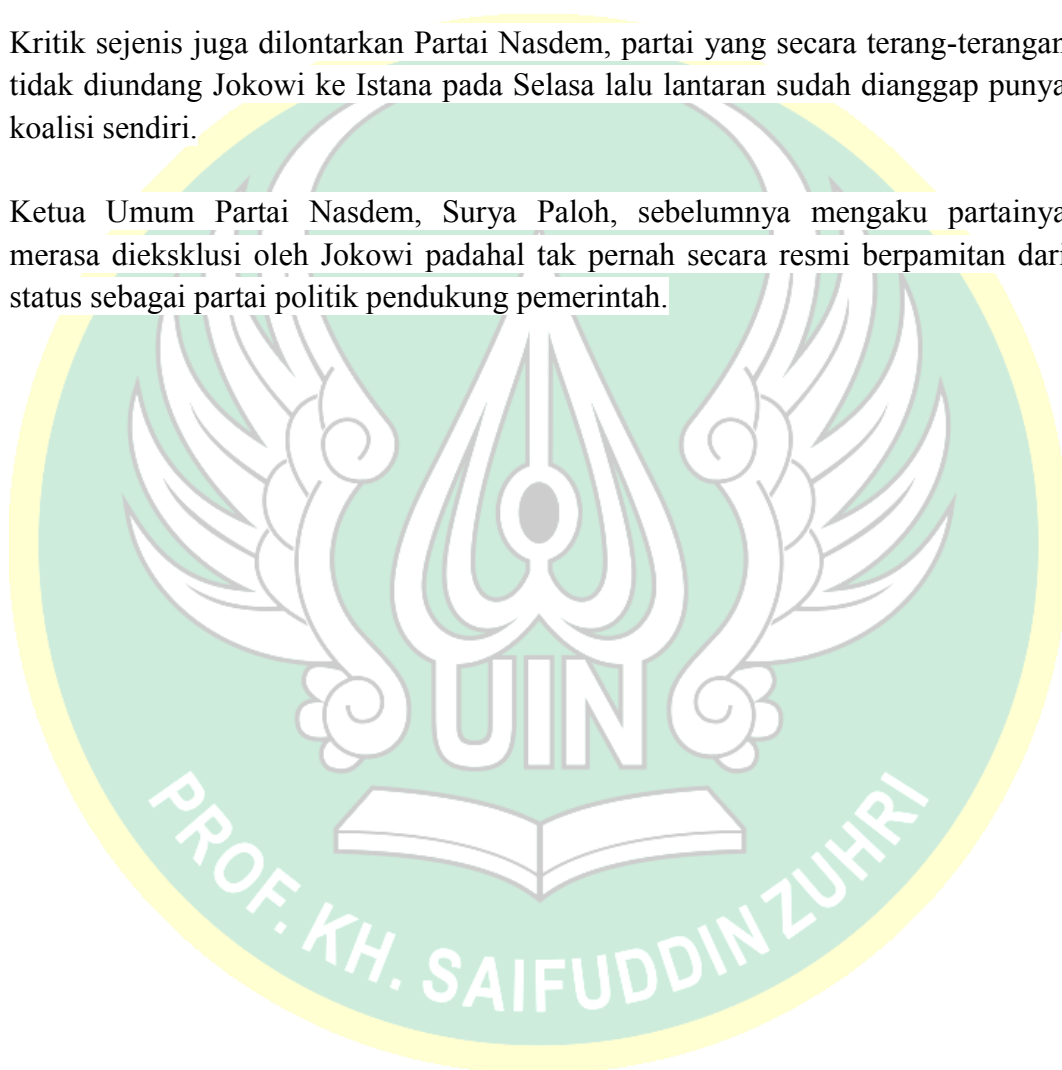 Kritik sejenis juga dilontarkan Partai Nasdem, partai yang secara terang-terangan
tidak diundang Jokowi ke Istana pada Selasa lalu lantaran sudah dianggap punya
koalisi sendiri.
Ketua Umum Partai Nasdem, Surya Paloh, sebelumnya mengaku partainya
merasa dieksklusi oleh Jokowi padahal tak pernah secara resmi berpamitan dari
status sebagai partai politik pendukung pemerintah.
UIN
PROF. KH. SAIFUDDIN ZUHRI